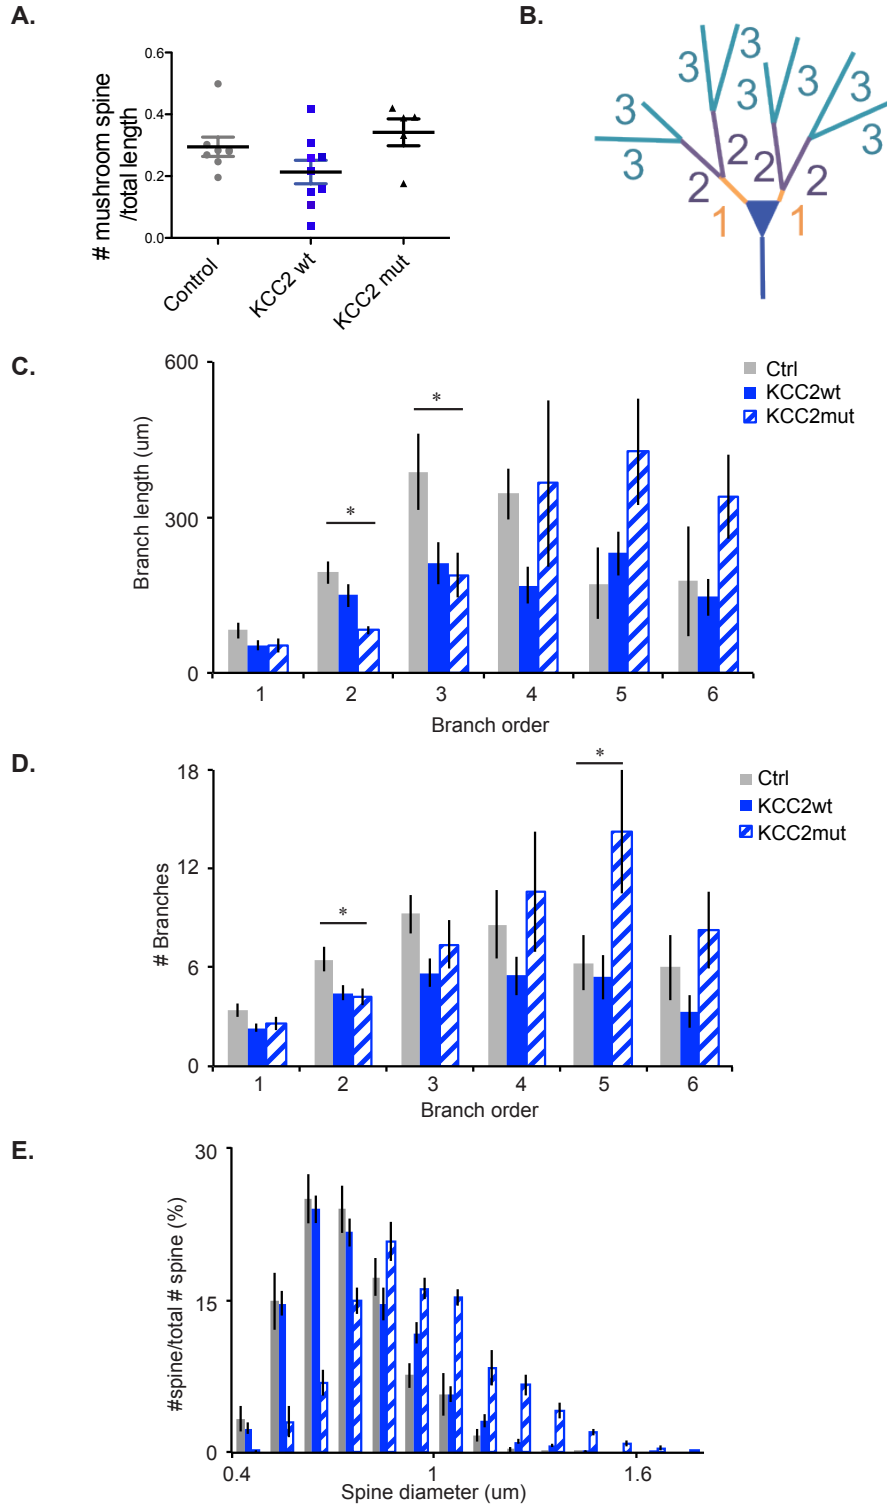 A.
0.6
0.4
0.2
0.0
# mushroom spine
/total length
Control
KCC2 wt
KCC2 mut
B.
3
3
3
3
3
3
3
3
2
2
2
2
1
1
C.
600
300
0
Branch length (um)
*
*
Ctrl
KCC2wt
KCC2mut
1
2
3
4
5
6
Branch order
D.
18
12
6
0
# Branches
*
*
Ctrl
KCC2wt
KCC2mut
1
2
3
4
5
6
Branch order
E.
30
15
0
#spine/total # spine (%)
0.4
1
1.6
Spine diameter (um)